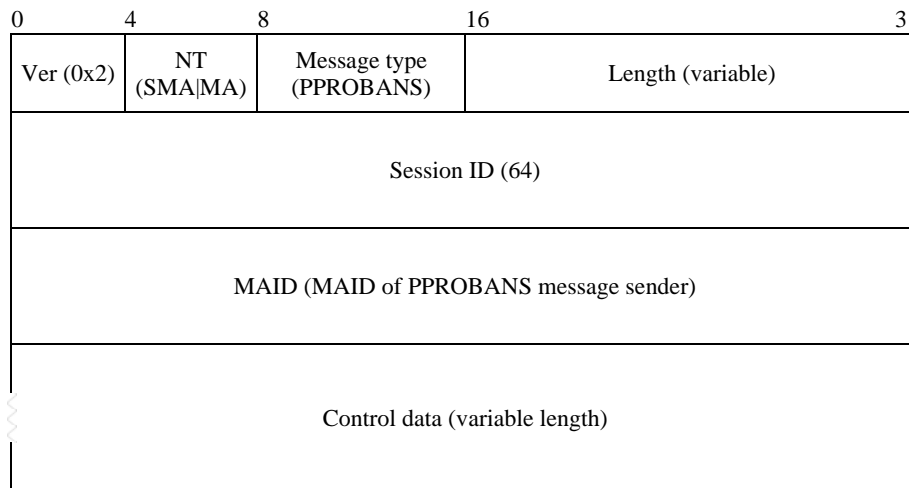 0 4 8 16 3
Ver (0x2) NT (SMA|MA) Message type (PPROBANS) Length (variable)
Session ID (64)
MAID (MAID of PPROBANS message sender)
Control data (variable length)